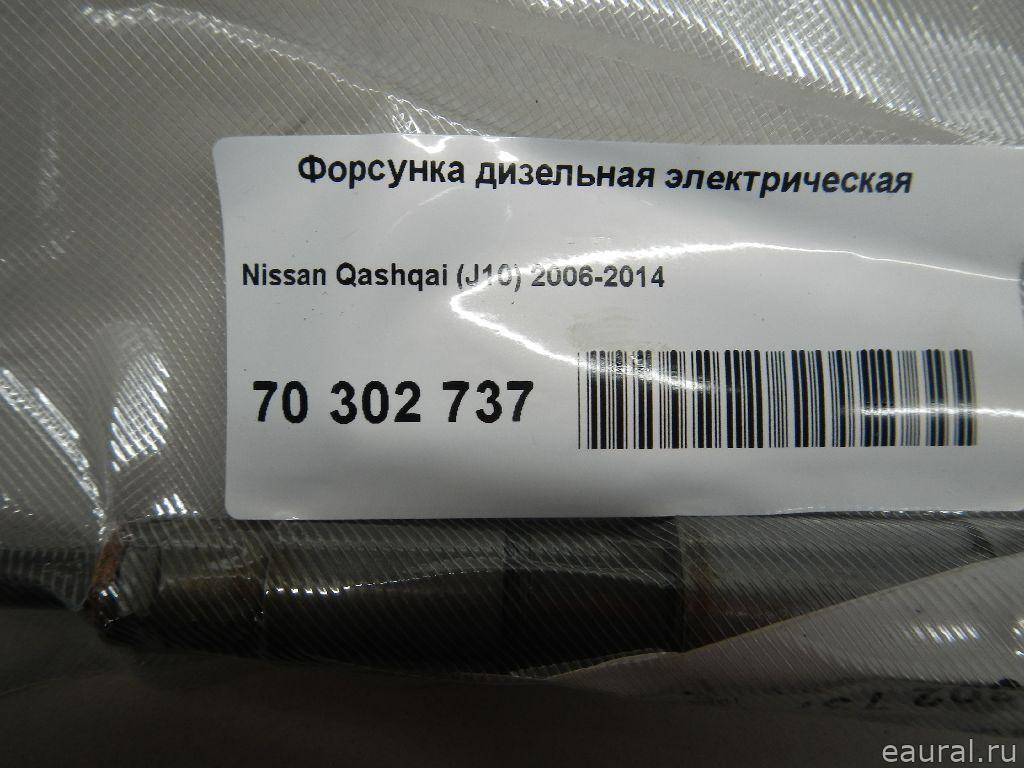 Форсунка дизельная электрическая
Nissan Qashqai (J10) 2006-2014
70 302 737
eaural.ru